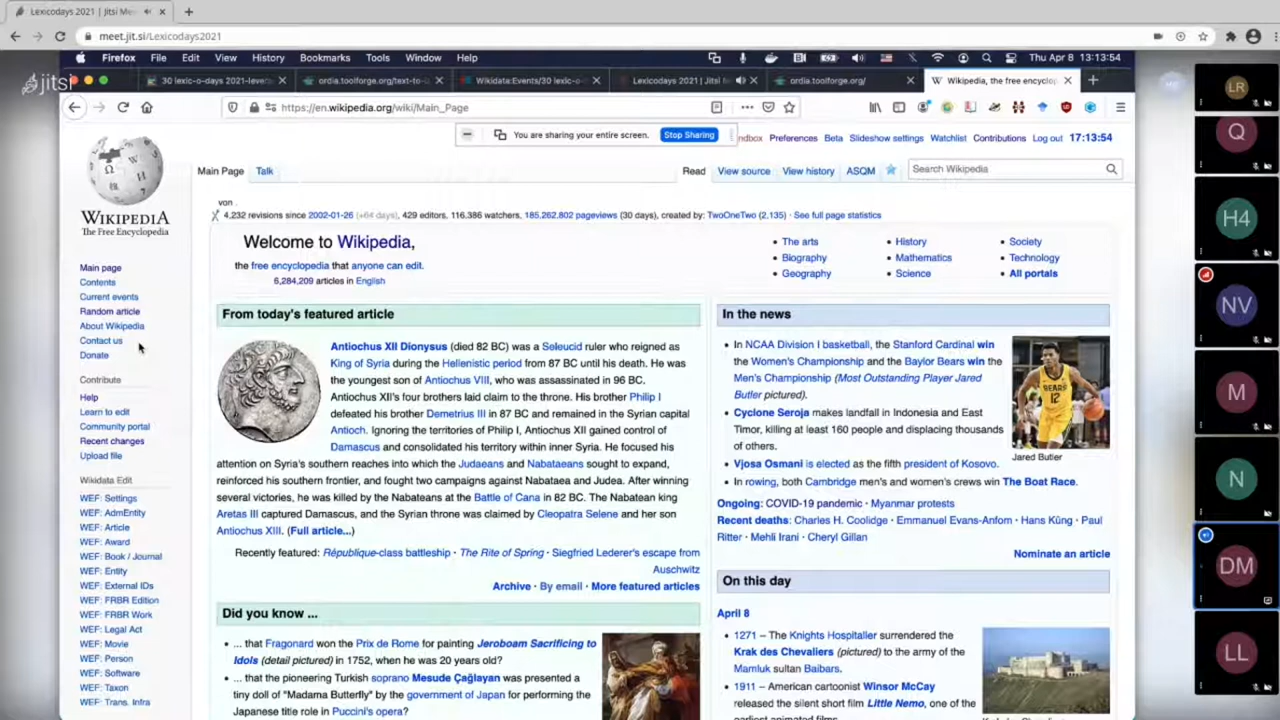 Lexicodays 2021 | Jitsi Me
meet.jit.si/Lexicodays2021
Firefox File Edit View History Bookmarks Tools Window Help
Thu Apr 8 13:13:54
jitsi
30 lexic-o-days 2021-leve
ordia.toolforge.org/text-to-
Wikidata:Events/30 lexic-o-
Lexicodays 2021 | Jitsi M
ordia.toolforge.org/
Wikipedia, the free encyclop
https://en.wikipedia.org/wiki/Main_Page
You are sharing your entire screen. Stop Sharing
ndbox Preferences Beta Slideshow settings Watchlist Contributions Log out 17:13:54
WIKIPEDIA
The Free Encyclopedia
Main Page Talk
Read View source View history ASQM
Search Wikipedia
von .
4,232 revisions since 2002-01-26 (+64 days), 429 editors, 116,386 watchers, 185,262,802 pageviews (30 days), created by: TwoOneTwo (2,135) · See full page statistics
Welcome to Wikipedia,
the free encyclopedia that anyone can edit.
6,284,209 articles in English
The arts
Biography
Geography
History
Mathematics
Science
Society
Technology
All portals
Main page
Contents
Current events
Random article
About Wikipedia
Contact us
Donate
Contribute
Help
Learn to edit
Community portal
Recent changes
Upload file
Wikidata Edit
WEF: Settings
WEF: AdmEntity
WEF: Article
WEF: Award
WEF: Book / Journal
WEF: Entity
WEF: External IDs
WEF: FRBR Edition
WEF: FRBR Work
WEF: Legal Act
WEF: Movie
WEF: Person
WEF: Software
WEF: Taxon
WEF: Trans. Infra
From today's featured article
Antiochus XII Dionysus (died 82 BC) was a Seleucid ruler who reigned as
King of Syria during the Hellenistic period from 87 BC until his death. He was
the youngest son of Antiochus VIII, who was assassinated in 96 BC.
Antiochus XII's four brothers laid claim to the throne. His brother Philip I
defeated his brother Demetrius III in 87 BC and remained in the Syrian capital
Antioch. Ignoring the territories of Philip I, Antiochus XII gained control of
Damascus and consolidated his territory within inner Syria. He focused his
attention on Syria's southern reaches into which the Judaeans and Nabataeans sought to expand,
reinforced his southern frontier, and fought two campaigns against Nabataea and Judea. After winning
several victories, he was killed by the Nabateans at the Battle of Cana in 82 BC. The Nabatean king
Aretas III captured Damascus, and the Syrian throne was claimed by Cleopatra Selene and her son
Antiochus XIII. (Full article...)
Recently featured: République-class battleship · The Rite of Spring · Siegfried Lederer's escape from
Auschwitz
Archive · By email · More featured articles
Did you know ...
... that Fragonard won the Prix de Rome for painting Jeroboam Sacrificing to
Idols (detail pictured) in 1752, when he was 20 years old?
... that the pioneering Turkish soprano Mesude Çağlayan was presented a
tiny doll of "Madama Butterfly" by the government of Japan for performing the
Japanese title role in Puccini's opera?
In the news
In NCAA Division I basketball, the Stanford Cardinal win
the Women's Championship and the Baylor Bears win the
Men's Championship (Most Outstanding Player Jared
Butler pictured).
Cyclone Seroja makes landfall in Indonesia and East
Timor, killing at least 160 people and displacing thousands
of others.
Vjosa Osmani is elected as the fifth president of Kosovo.
In rowing, both Cambridge men's and women's crews win The Boat Race.
BEARS
12
Jared Butler
Ongoing: COVID-19 pandemic · Myanmar protests
Recent deaths: Charles H. Coolidge · Emmanuel Evans-Anfom · Hans Küng · Paul
Ritter · Mehli Irani · Cheryl Gillan
Nominate an article
On this day
April 8
1271 – The Knights Hospitaller surrendered the
Krak des Chevaliers (pictured) to the army of the
Mamluk sultan Baibars.
1911 – American cartoonist Winsor McCay
released the silent short film Little Nemo, one of the
earliest animated films
LR
Q
H4
NV
M
N
DM
LL